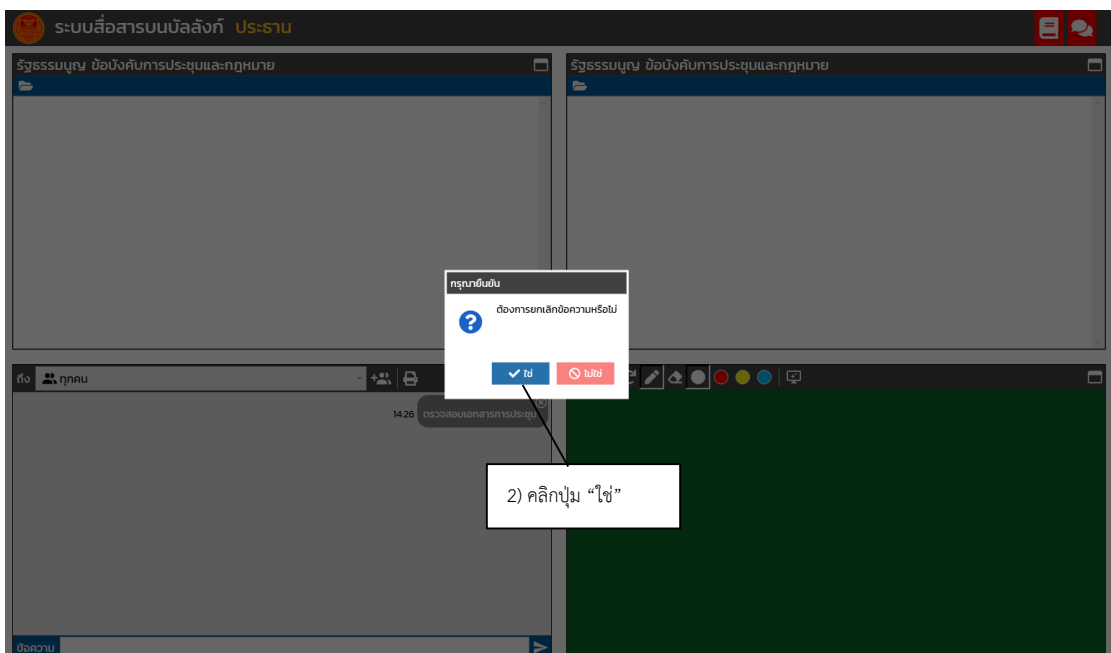 ระบบสื่อสารบนบัลลังก์ ประธาน
รัฐธรรมนูญ ข้อบังคับการประชุมและกฎหมาย
รัฐธรรมนูญ ข้อบังคับการประชุมและกฎหมาย
กรุณายืนยัน
ต้องการยกเลิกข้อความหรือไม่
ใช่ ไม่ใช่
ถึง ทุกคน
14:26 ตรวจสอบเอกสารการประชุม
2) คลิกปุ่ม “ใช่”
ข้อความ